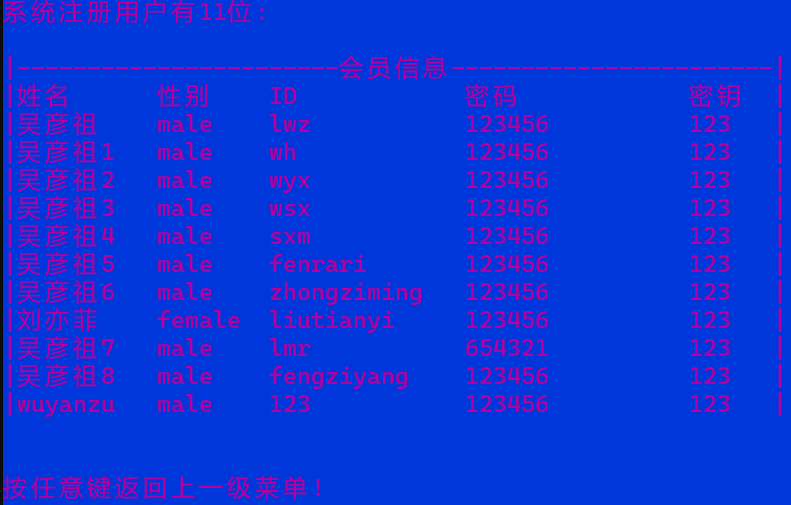 系统注册用户有11位:
|-----------------------会员信息-----------------------|
|姓名 性别 ID 密码 密钥 |
|吴彦祖 male lwz 123456 123 |
|吴彦祖1 male wh 123456 123 |
|吴彦祖2 male wyx 123456 123 |
|吴彦祖3 male wsx 123456 123 |
|吴彦祖4 male sxm 123456 123 |
|吴彦祖5 male fenrari 123456 123 |
|吴彦祖6 male zhongziming 123456 123 |
|刘亦菲 female liutianyi 123456 123 |
|吴彦祖7 male lmr 654321 123 |
|吴彦祖8 male fengziyang 123456 123 |
|wuyanzu male 123 123456 123 |
按任意键返回上一级菜单!